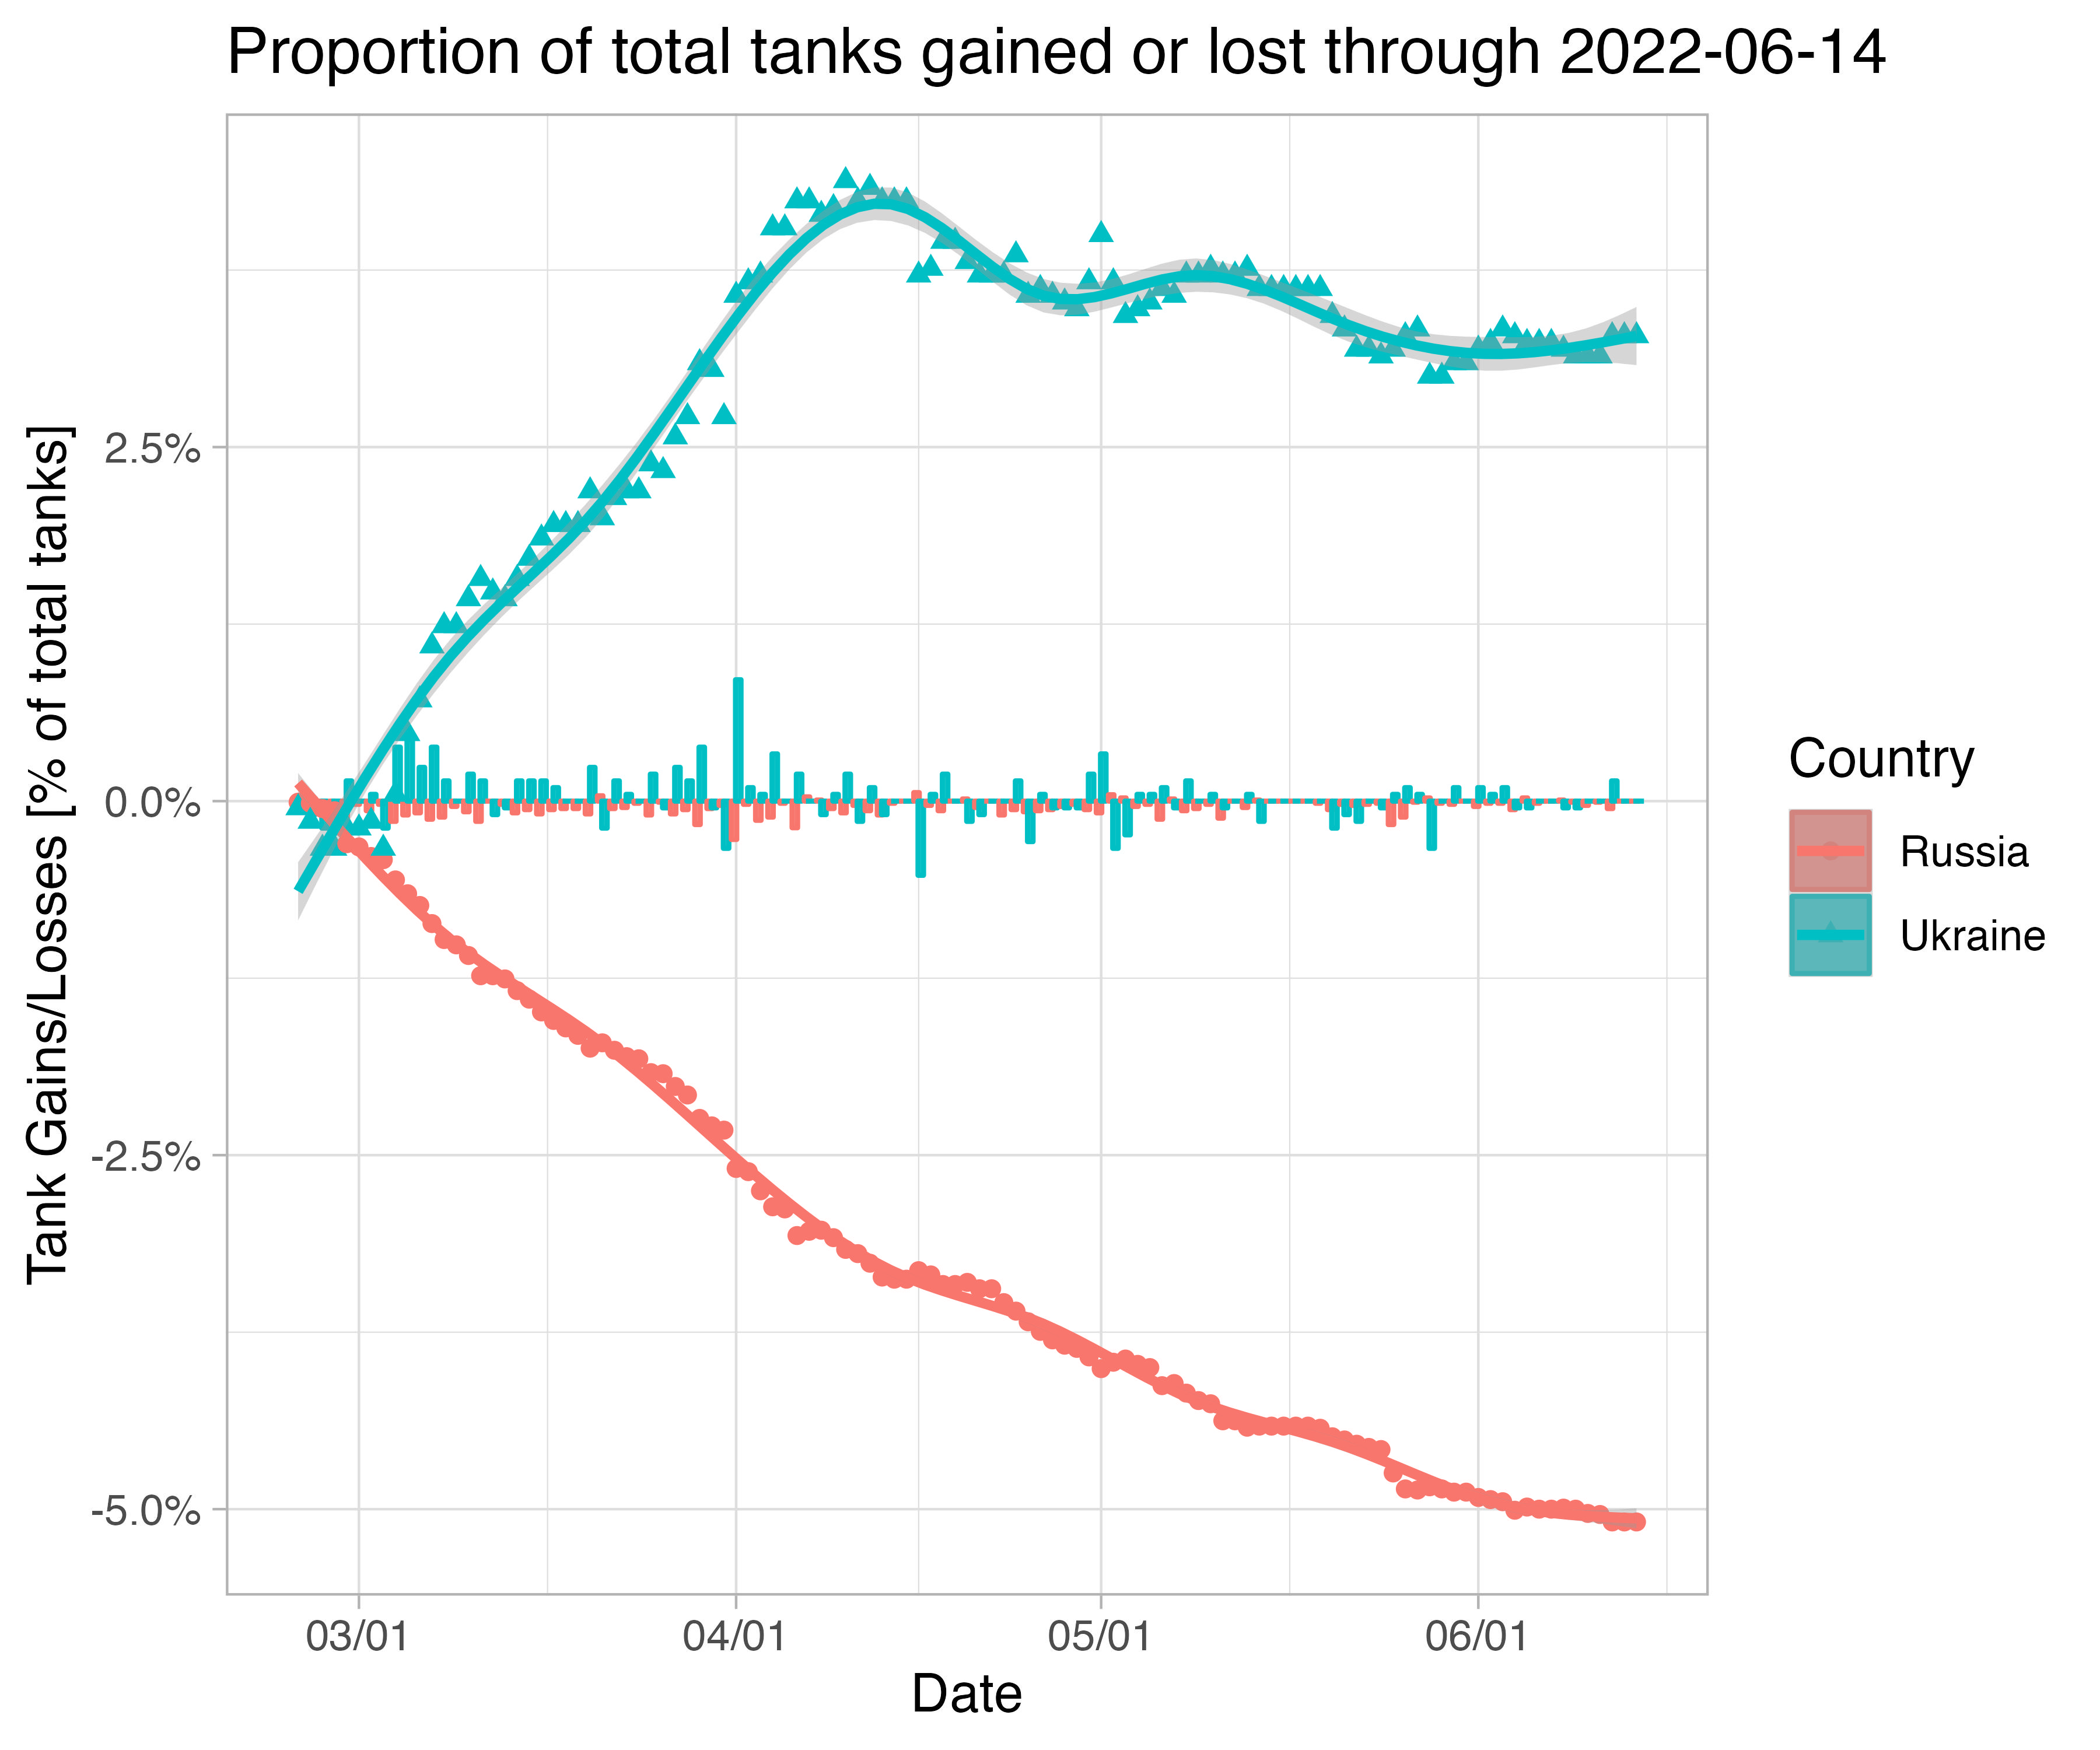 Proportion of total tanks gained or lost through 2022-06-14
Tank Gains/Losses [% of total tanks]
2.5%
0.0%
-2.5%
-5.0%
03/01
04/01
05/01
06/01
Date
Country
Russia
Ukraine